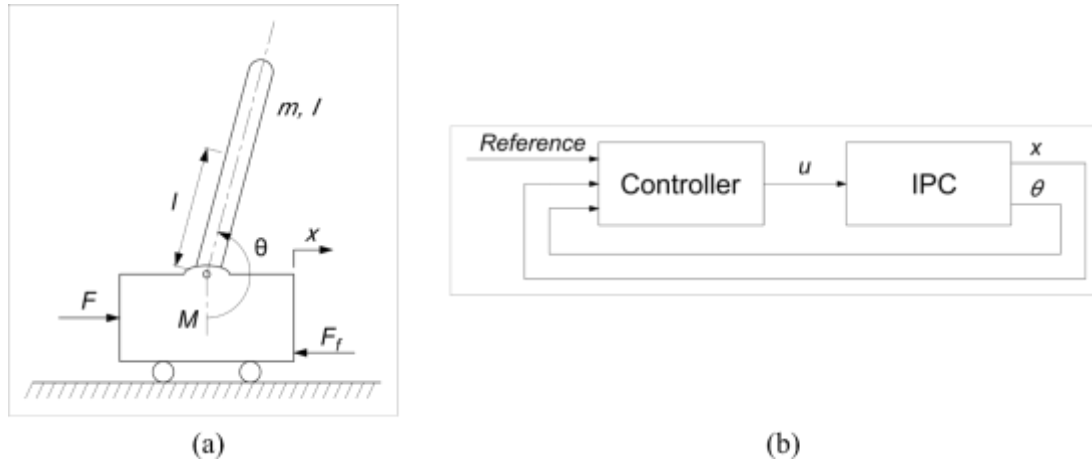 m, I
l
θ
x
F
M
F_f
(a)
Reference
Controller
u
IPC
x
θ
(b)